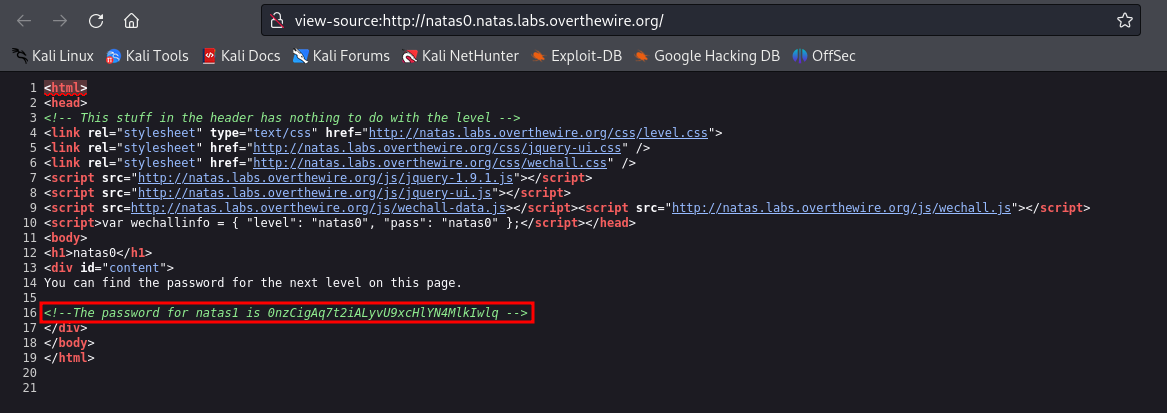 view-source:http://natas0.natas.labs.overthewire.org/
Kali Linux Kali Tools Kali Docs Kali Forums Kali NetHunter Exploit-DB Google Hacking DB OffSec
1 <html>
2 <head>
3 <!-- This stuff in the header has nothing to do with the level -->
4 <link rel="stylesheet" type="text/css" href="http://natas.labs.overthewire.org/css/level.css">
5 <link rel="stylesheet" href="http://natas.labs.overthewire.org/css/jquery-ui.css" />
6 <link rel="stylesheet" href="http://natas.labs.overthewire.org/css/wechall.css" />
7 <script src="http://natas.labs.overthewire.org/js/jquery-1.9.1.js"></script>
8 <script src="http://natas.labs.overthewire.org/js/jquery-ui.js"></script>
9 <script src=http://natas.labs.overthewire.org/js/wechall-data.js></script><script src="http://natas.labs.overthewire.org/js/wechall.js"></script>
10 <script>var wechallinfo = { "level": "natas0", "pass": "natas0" };</script></head>
11 <body>
12 <h1>natas0</h1>
13 <div id="content">
14 You can find the password for the next level on this page.
15
16 <!--The password for natas1 is 0nzCigAq7t2iALyvU9xcHlYN4MlkIwlq -->
17 </div>
18 </body>
19 </html>
20
21